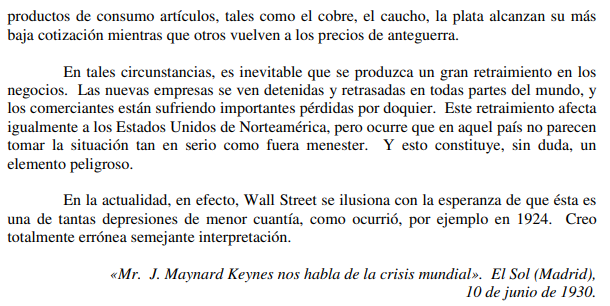 productos de consumo artículos, tales como el cobre, el caucho, la plata alcanzan su más
baja cotización mientras que otros vuelven a los precios de anteguerra.
En tales circunstancias, es inevitable que se produzca un gran retraimiento en los
negocios. Las nuevas empresas se ven detenidas y retrasadas en todas partes del mundo, y
los comerciantes están sufriendo importantes pérdidas por doquier. Este retraimiento afecta
igualmente a los Estados Unidos de Norteamérica, pero ocurre que en aquel país no parecen
tomar la situación tan en serio como fuera menester. Y esto constituye, sin duda, un
elemento peligroso.
En la actualidad, en efecto, Wall Street se ilusiona con la esperanza de que ésta es
una de tantas depresiones de menor cuantía, como ocurrió, por ejemplo en 1924. Creo
totalmente errónea semejante interpretación.
«Mr. J. Maynard Keynes nos habla de la crisis mundial». El Sol (Madrid),
10 de junio de 1930.